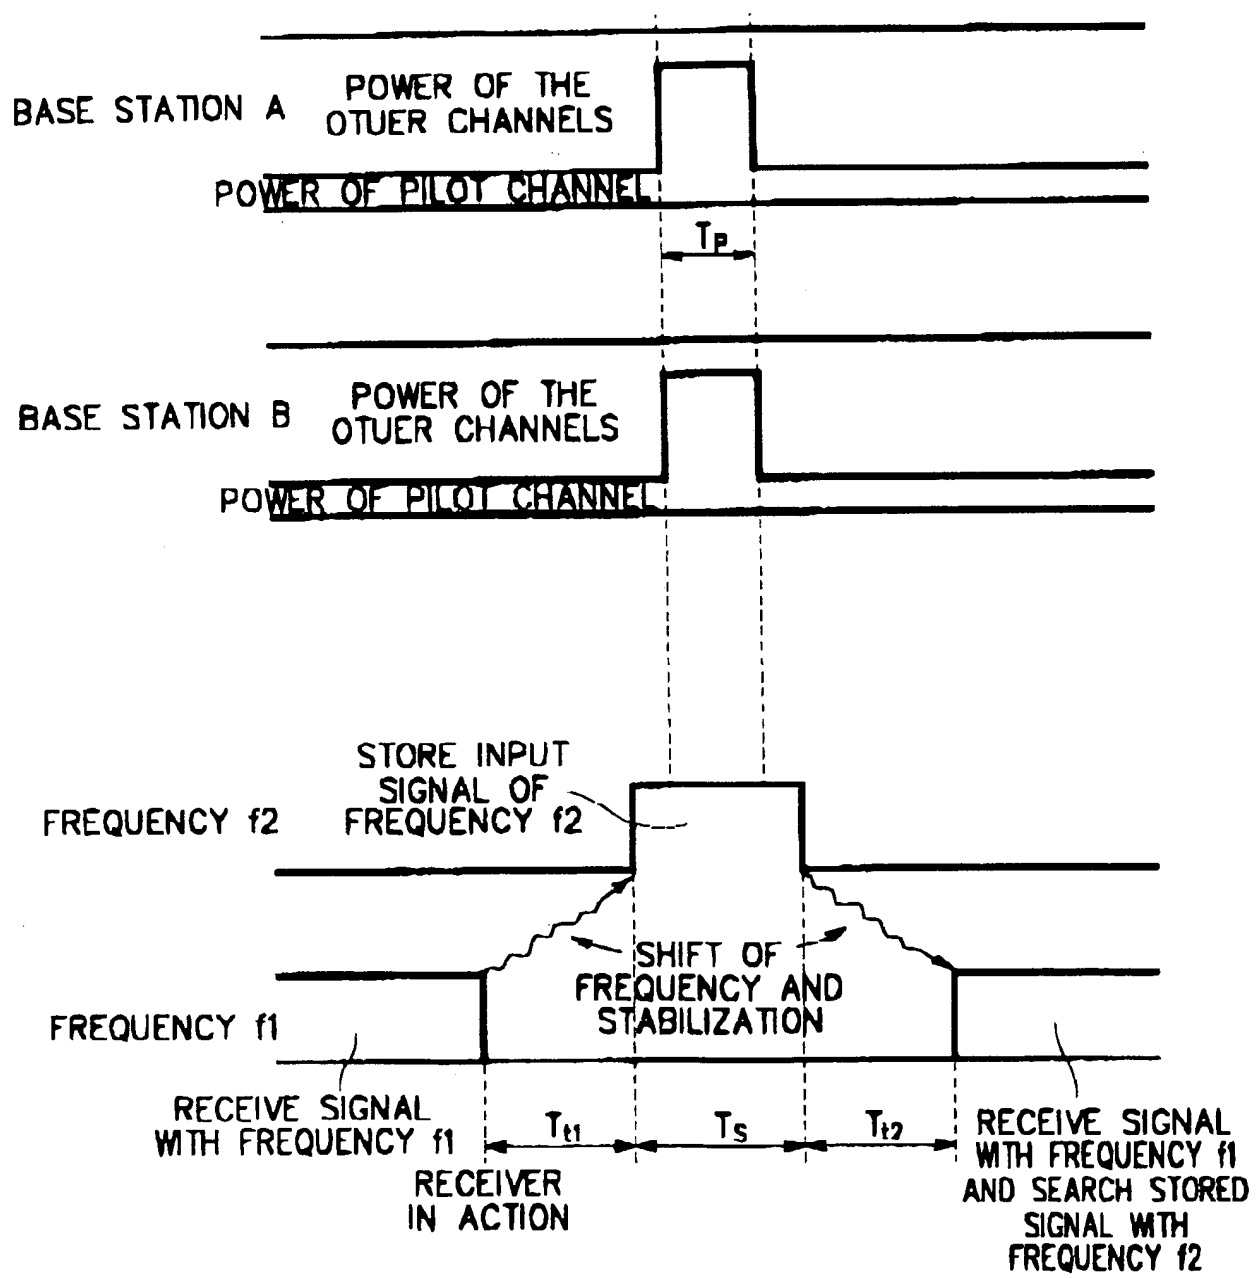 BASE STATION A
POWER OF THE
OTUER CHANNELS
POWER OF PILOT CHANNEL
Tp
BASE STATION B
POWER OF THE
OTUER CHANNELS
POWER OF PILOT CHANNEL
STORE INPUT
SIGNAL OF
FREQUENCY f2
FREQUENCY f2
SHIFT OF
FREQUENCY AND
STABILIZATION
FREQUENCY f1
RECEIVE SIGNAL
WITH FREQUENCY f1
Tt1
TS
Tt2
RECEIVER
IN ACTION
RECEIVE SIGNAL
WITH FREQUENCY f1
AND SEARCH STORED
SIGNAL WITH
FREQUENCY f2